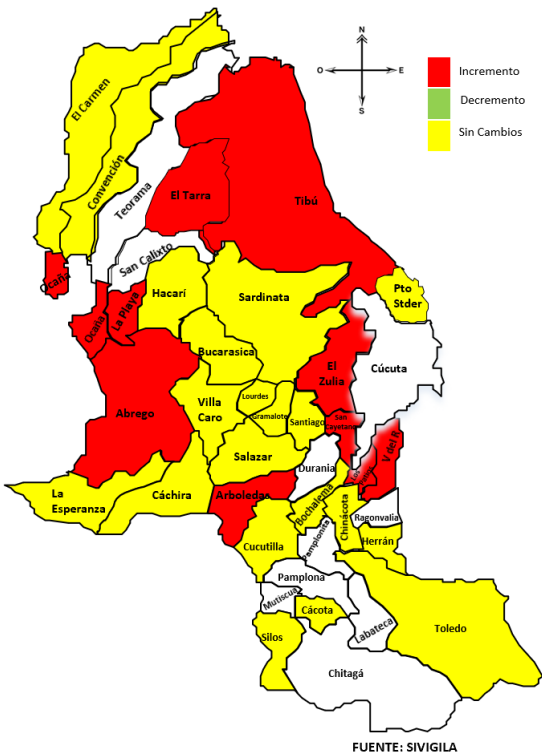 N
O
E
S
Incremento
Decremento
Sin Cambios
El Carmen
Convención
Teorama
El Tarra
Tibú
San Calixto
Ocaña
Ocaña
La Playa
Hacarí
Sardinata
Pto
Stder
Bucarasica
El
Zulia
Cúcuta
Abrego
Villa
Caro
Lourdes
Gramalote
Santiago
San
Cayetano
V del R
Los
Salazar
Durania
La
Esperanza
Cáchira
Arboledas
Bochalema
Chinácota
Ragonvalia
Cucutilla
Pamplonita
Herrán
Pamplona
Mutiscua
Cácota
Labateca
Toledo
Silos
Chitagá
FUENTE: SIVIGILA